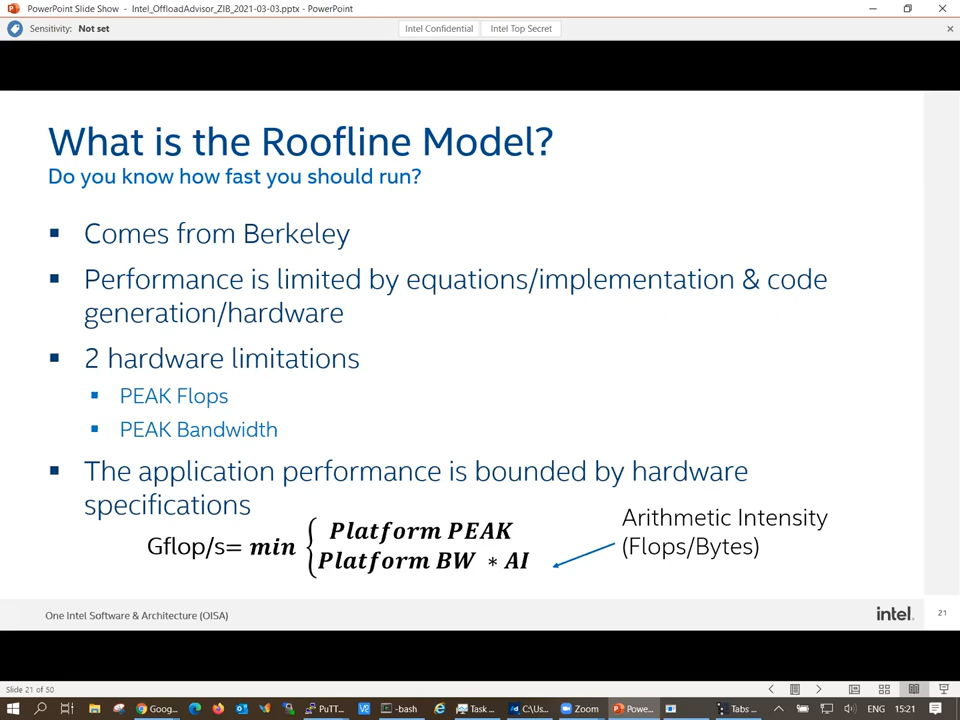 PowerPoint Slide Show - Intel_OffloadAdvisor_ZIB_2021-03-03.pptx - PowerPoint
Sensitivity: Not set
Intel Confidential
Intel Top Secret
What is the Roofline Model?
Do you know how fast you should run?
Comes from Berkeley
Performance is limited by equations/implementation & code
generation/hardware
2 hardware limitations
PEAK Flops
PEAK Bandwidth
The application performance is bounded by hardware
specifications
Gflop/s= min { Platform PEAK
Platform BW * AI
Arithmetic Intensity
(Flops/Bytes)
One Intel Software & Architecture (OISA)
intel.
21
Slide 21 of 50
Goog...
PuTT...
-bash
Task ...
C:\Us...
Zoom
Powe...
Tabs ...
ENG
15:21